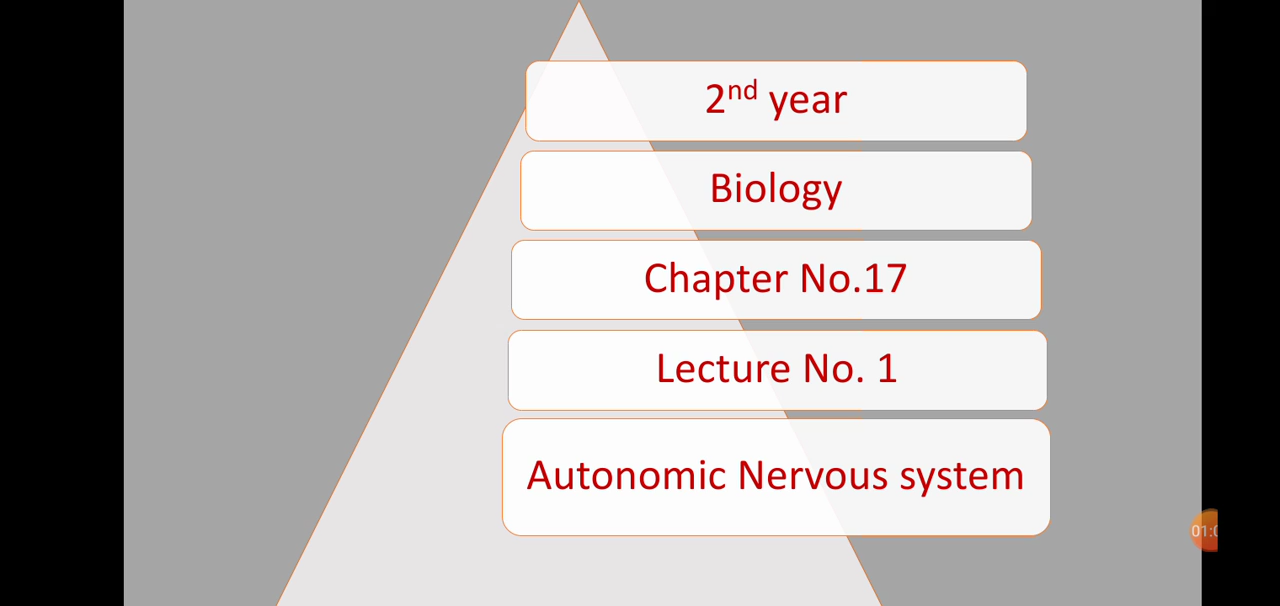 2nd year
Biology
Chapter No.17
Lecture No. 1
Autonomic Nervous system